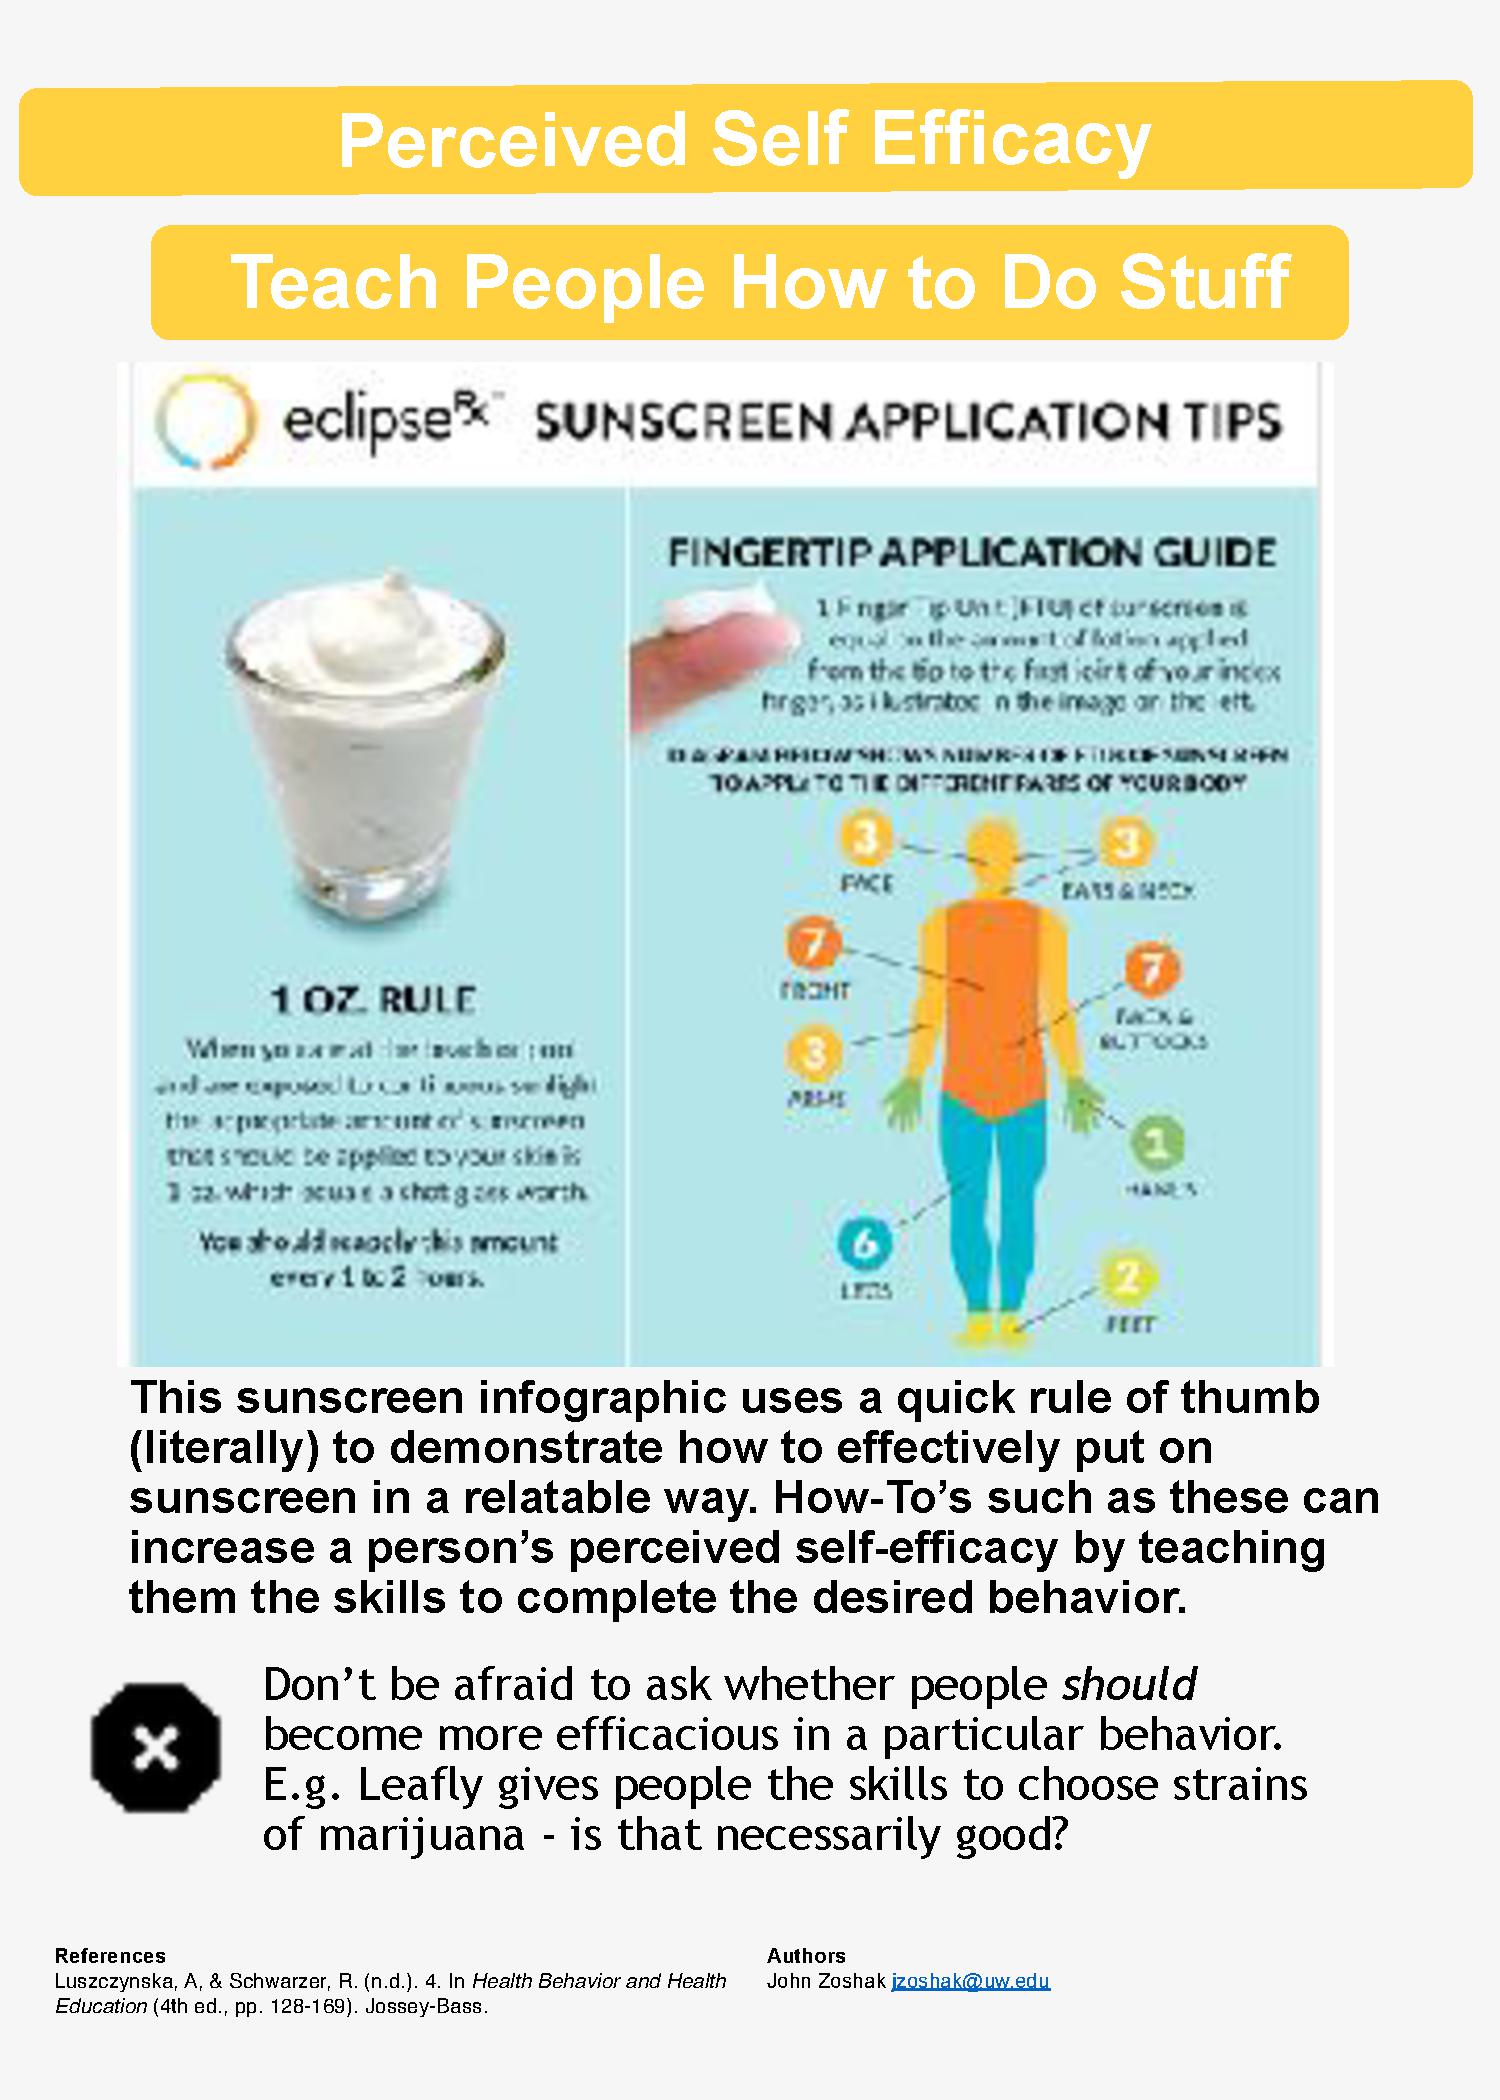 Perceived Self Efficacy
Teach People How to Do Stuff
eclipseRx™ SUNSCREEN APPLICATION TIPS
FINGERTIP APPLICATION GUIDE
1 Finger Tip Unit (FTU) of sunscreen is
equal to the amount of lotion applied
from the tip to the first joint of your index
finger, as illustrated in the image on the left.
DIAGRAM BELOW SHOWS NUMBER OF FTUS OF SUNSCREEN
TO APPLY TO THE DIFFERENT PARTS OF YOUR BODY
3
FACE
3
EARS & NECK
7
FRONT
7
BACK &
BUTTOCKS
3
ARMS
1
HANDS
6
LEGS
2
FEET
1 OZ. RULE
When you are at the beach or pool
and are exposed to continuous sunlight
the appropriate amount of sunscreen
that should be applied to your skin is
1 oz. which equals a shot glass worth.
You should reapply this amount
every 1 to 2 hours.
This sunscreen infographic uses a quick rule of thumb
(literally) to demonstrate how to effectively put on
sunscreen in a relatable way. How-To’s such as these can
increase a person’s perceived self-efficacy by teaching
them the skills to complete the desired behavior.
Don’t be afraid to ask whether people should
become more efficacious in a particular behavior.
E.g. Leafly gives people the skills to choose strains
of marijuana - is that necessarily good?
References
Luszczynska, A, & Schwarzer, R. (n.d.). 4. In Health Behavior and Health
Education (4th ed., pp. 128-169). Jossey-Bass.
Authors
John Zoshak jzoshak@uw.edu